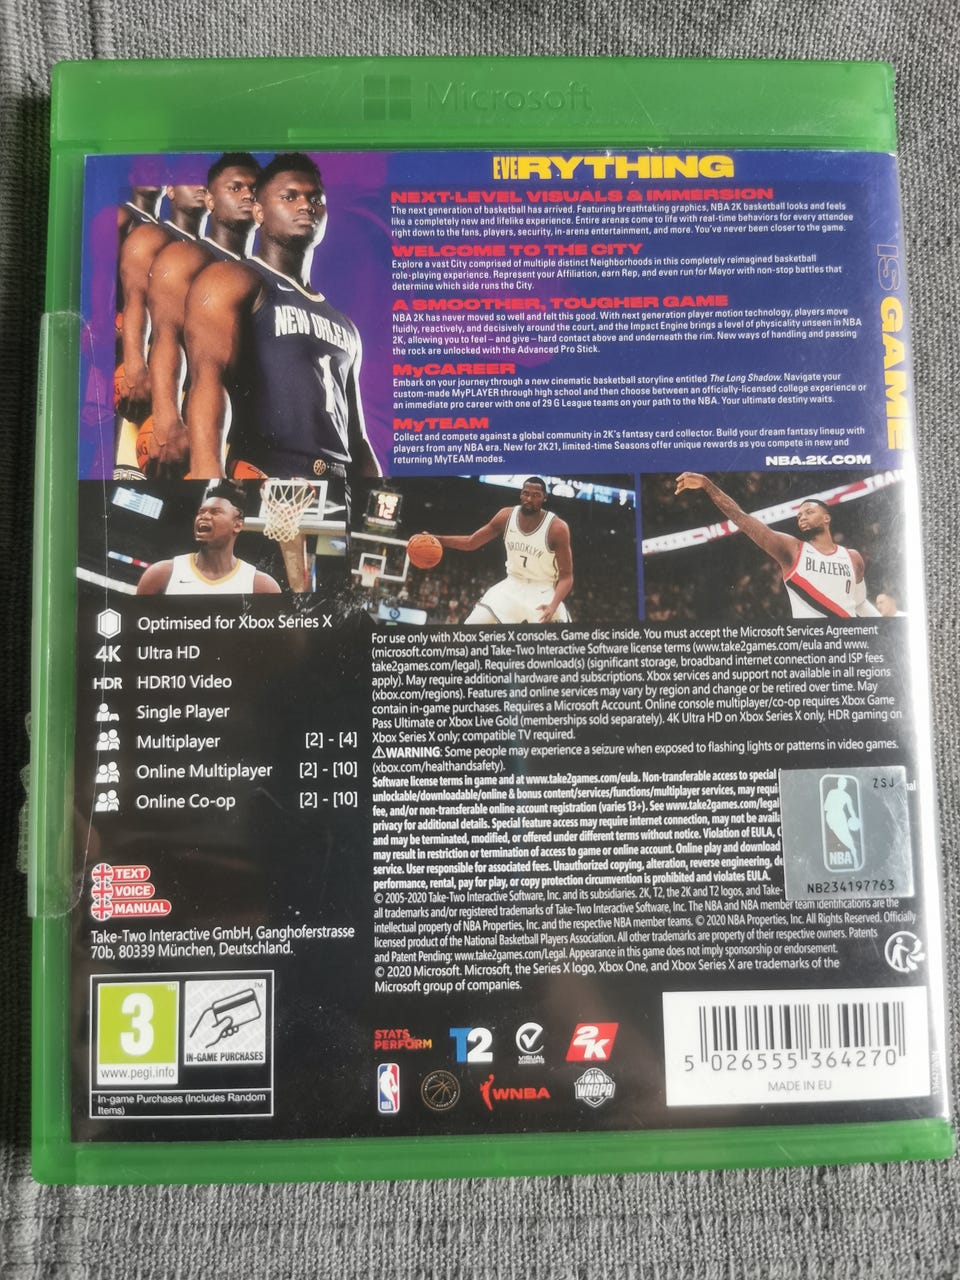 Microsoft
EVERYTHING
IS GAME
NEXT-LEVEL VISUALS & IMMERSION
The next generation of basketball has arrived. Featuring breathtaking graphics, NBA 2K basketball looks and feels
like a completely new and lifelike experience. Entire arenas come to life with real-time behaviors for every attendee
right down to the fans, players, security, in-arena entertainment, and more. You've never been closer to the game.
WELCOME TO THE CITY
Explore a vast City comprised of multiple distinct Neighborhoods in this completely reimagined basketball
role-playing experience. Represent your Affiliation, earn Rep, and even run for Mayor with non-stop battles that
determine which side runs the City.
A SMOOTHER, TOUGHER GAME
NBA 2K has never moved so well and felt this good. With next generation player motion technology, players move
fluidly, reactively, and decisively around the court, and the Impact Engine brings a level of physicality unseen in NBA
2K, allowing you to feel – and give – hard contact above and underneath the rim. New ways of handling and passing
the rock are unlocked with the Advanced Pro Stick.
MyCAREER
Embark on your journey through a new cinematic basketball storyline entitled The Long Shadow. Navigate your
custom-made MyPLAYER through high school and then choose between an officially-licensed college experience or
an immediate pro career with one of 29 G League teams on your path to the NBA. Your ultimate destiny waits.
MyTEAM
Collect and compete against a global community in 2K's fantasy card collector. Build your dream fantasy lineup with
players from any NBA era. New for 2K21, limited-time Seasons offer unique rewards as you compete in new and
returning MyTEAM modes.
NBA.2K.COM
NEW ORLEAN
1
BROOKLYN
7
BLAZERS
0
Optimised for Xbox Series X
4K Ultra HD
HDR HDR10 Video
Single Player
Multiplayer [2] - [4]
Online Multiplayer [2] - [10]
Online Co-op [2] - [10]
TEXT
VOICE
MANUAL
Take-Two Interactive GmbH, Ganghoferstrasse
70b, 80339 München, Deutschland.
For use only with Xbox Series X consoles. Game disc inside. You must accept the Microsoft Services Agreement
(microsoft.com/msa) and Take-Two Interactive Software license terms (www.take2games.com/eula and www.
take2games.com/legal). Requires download(s) (significant storage, broadband internet connection and ISP fees
apply). May require additional hardware and subscriptions. Xbox services and support not available in all regions
(xbox.com/regions). Features and online services may vary by region and change or be retired over time. May
contain in-game purchases. Requires a Microsoft Account. Online console multiplayer/co-op requires Xbox Game
Pass Ultimate or Xbox Live Gold (memberships sold separately). 4K Ultra HD on Xbox Series X only, HDR gaming on
Xbox Series X only; compatible TV required.
⚠WARNING: Some people may experience a seizure when exposed to flashing lights or patterns in video games.
(xbox.com/healthandsafety).
Software license terms in game and at www.take2games.com/eula. Non-transferable access to special
unlockable/downloadable/online & bonus content/services/functions/multiplayer services, may requi
fee, and/or non-transferable online account registration (varies 13+). See www.take2games.com/legal
privacy for additional details. Special feature access may require internet connection, may not be availa
and may be terminated, modified, or offered under different terms without notice. Violation of EULA, C
may result in restriction or termination of access to game or online account. Online play and download
service. User responsible for associated fees. Unauthorized copying, alteration, reverse engineering, de
performance, rental, pay for play, or copy protection circumvention is prohibited and violates EULA.
© 2005-2020 Take-Two Interactive Software, Inc. and its subsidiaries. 2K, T2, the 2K and T2 logos, and Take-
all trademarks and/or registered trademarks of Take-Two Interactive Software, Inc. The NBA and NBA member team identifications are the
intellectual property of NBA Properties, Inc. and the respective NBA member teams. © 2020 NBA Properties, Inc. All Rights Reserved. Officially
licensed product of the National Basketball Players Association. All other trademarks are property of their respective owners. Patents
and Patent Pending: www.take2games.com/Legal. Appearance in this game does not imply sponsorship or endorsement.
© 2020 Microsoft. Microsoft, the Series X logo, Xbox One, and Xbox Series X are trademarks of the
Microsoft group of companies.
ZSJ
NBA
NB234197763
3
www.pegi.info
IN-GAME PURCHASES
In-game Purchases (Includes Random
Items)
STATS
PERFORM
T2
VISUAL
CONCEPTS
2K
NBA
WNBA
WNBPA
5 026555 364270
MADE IN EU